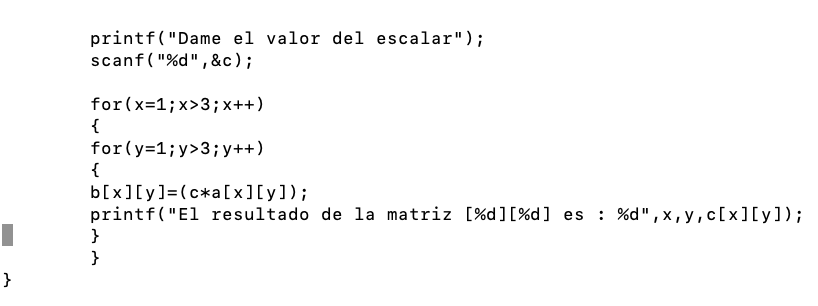 printf("Dame el valor del escalar");
scanf("%d",&c);
for(x=1;x>3;x++)
{
for(y=1;y>3;y++)
{
b[x][y]=(c*a[x][y]);
printf("El resultado de la matriz [%d][%d] es : %d",x,y,c[x][y]);
}
}
}